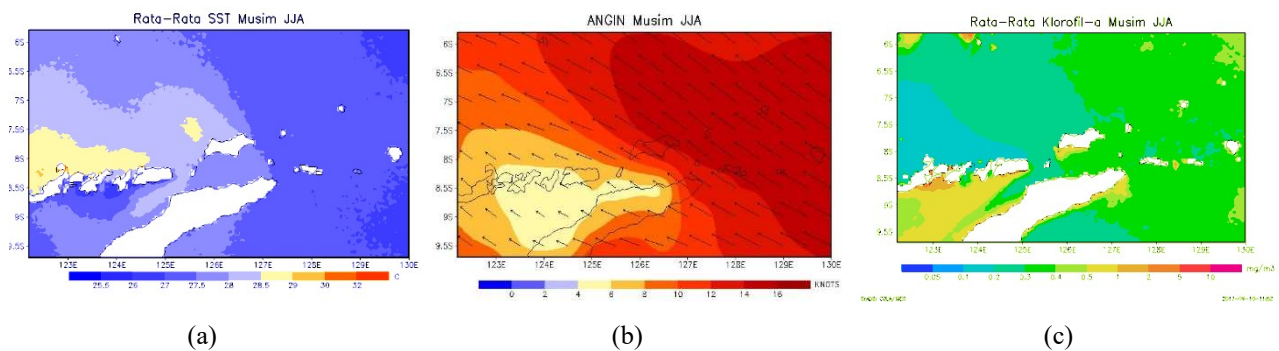 Rata-Rata SST Musim JJA
6S
5.5S
7S
7.5S
8S
8.5S
9S
9.5S
123E 124E 125E 126E 127E 128E 129E 130E
25.5 26 27 27.5 28 28.5 29 30 32 C
(a)
ANGIN Musim JJA
6S
6.5S
7S
7.5S
8S
8.5S
9S
9.5S
123E 124E 125E 126E 127E 128E 129E 130E
0 2 4 6 8 10 12 14 16 KNOTS
(b)
Rata-Rata Klorofil-a Musim JJA
6S
6.5S
7S
7.5S
8S
8.5S
9S
9.5S
123E 124E 125E 126E 127E 128E 129E 130E
0.05 0.1 0.2 0.3 0.4 0.5 1 2 5 10 mg/m3
(c)